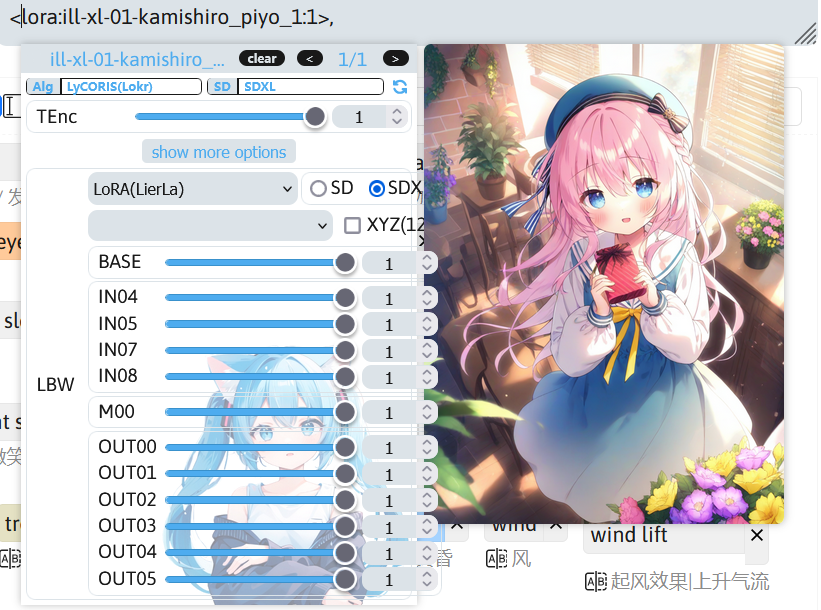 <lora:ill-xl-01-kamishiro_piyo_1:1>,
ill-xl-01-kamishiro_... clear < 1/1 >
Alg LyCORIS(Lokr) SD SDXL
TEnc 1
show more options
LoRA(LierLa) SD SDX
XYZ(12
BASE 1
IN04 1
IN05 1
IN07 1
IN08 1
LBW
M00 1
OUT00 1
OUT01 1
OUT02 1
OUT03 1
OUT04 1
OUT05 1
wind
wind lift
风
起风效果|上升气流